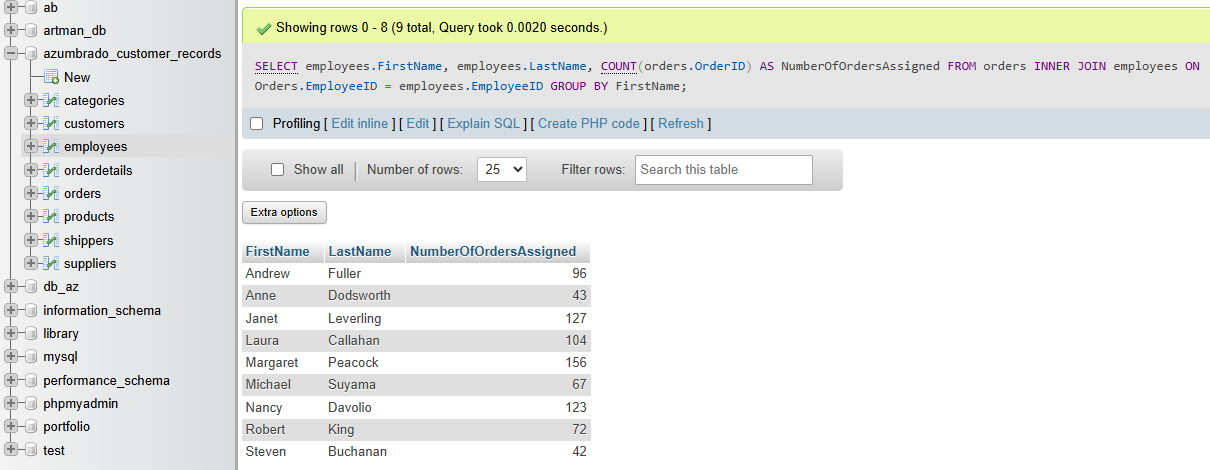 ab
artman_db
azumbrado_customer_records
New
categories
customers
employees
orderdetails
orders
products
shippers
suppliers
db_az
information_schema
library
mysql
performance_schema
phpmyadmin
portfolio
test
Showing rows 0 - 8 (9 total, Query took 0.0020 seconds.)
SELECT employees.FirstName, employees.LastName, COUNT(orders.OrderID) AS NumberOfOrdersAssigned FROM orders INNER JOIN employees ON
Orders.EmployeeID = employees.EmployeeID GROUP BY FirstName;
Profiling [ Edit inline ] [ Edit ] [ Explain SQL ] [ Create PHP code ] [ Refresh ]
Show all Number of rows: 25 Filter rows: Search this table
Extra options
FirstName LastName NumberOfOrdersAssigned
Andrew Fuller 96
Anne Dodsworth 43
Janet Leverling 127
Laura Callahan 104
Margaret Peacock 156
Michael Suyama 67
Nancy Davolio 123
Robert King 72
Steven Buchanan 42